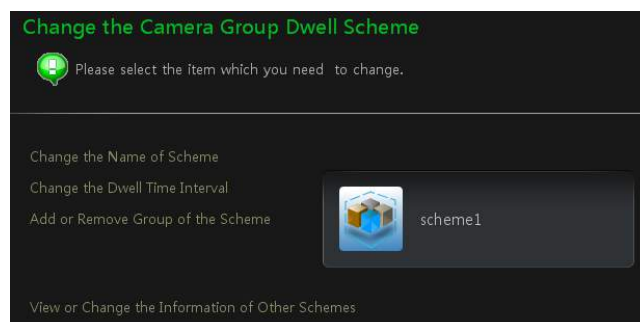 Change the Camera Group Dwell Scheme
Please select the item which you need to change.
Change the Name of Scheme
Change the Dwell Time Interval
Add or Remove Group of the Scheme
scheme1
View or Change the Information of Other Schemes